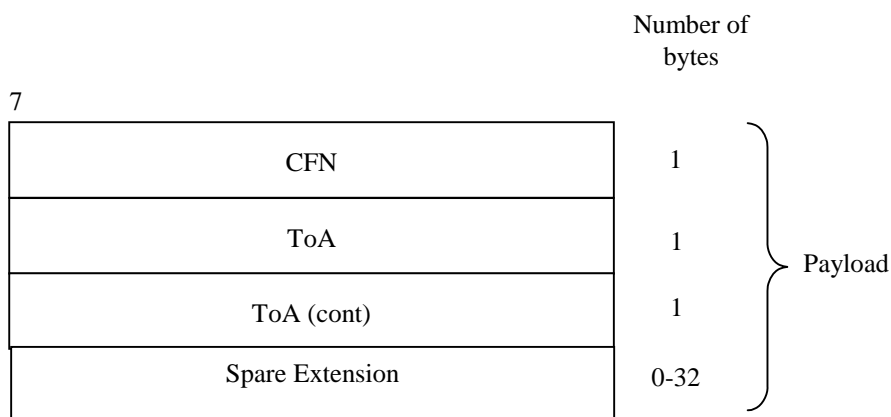 Number of
bytes
7
CFN
1
ToA
1
Payload
ToA (cont)
1
Spare Extension
0-32